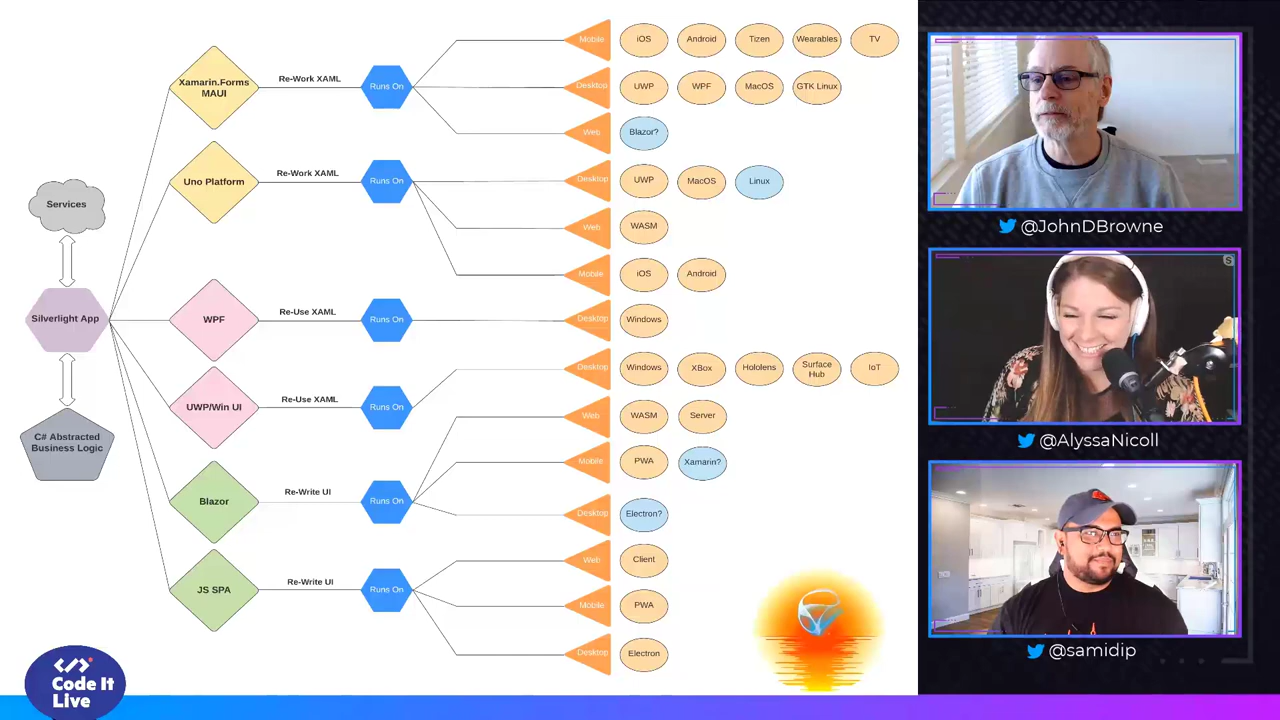 Mobile
iOS
Android
Tizen
Wearables
TV
Xamarin.Forms
MAUI
Re-Work XAML
Runs On
Desktop
UWP
WPF
MacOS
GTK Linux
Web
Blazor?
Uno Platform
Re-Work XAML
Runs On
Desktop
UWP
MacOS
Linux
Web
WASM
Mobile
iOS
Android
Services
Silverlight App
C# Abstracted
Business Logic
WPF
Re-Use XAML
Runs On
Desktop
Windows
UWP/Win UI
Re-Use XAML
Runs On
Desktop
Windows
XBox
Hololens
Surface
Hub
IoT
Blazor
Re-Write UI
Runs On
Web
WASM
Server
Mobile
PWA
Xamarin?
Desktop
Electron?
JS SPA
Re-Write UI
Runs On
Web
Client
Mobile
PWA
Desktop
Electron
Code It
Live
@JohnDBrowne
@AlyssaNicoll
@samidip